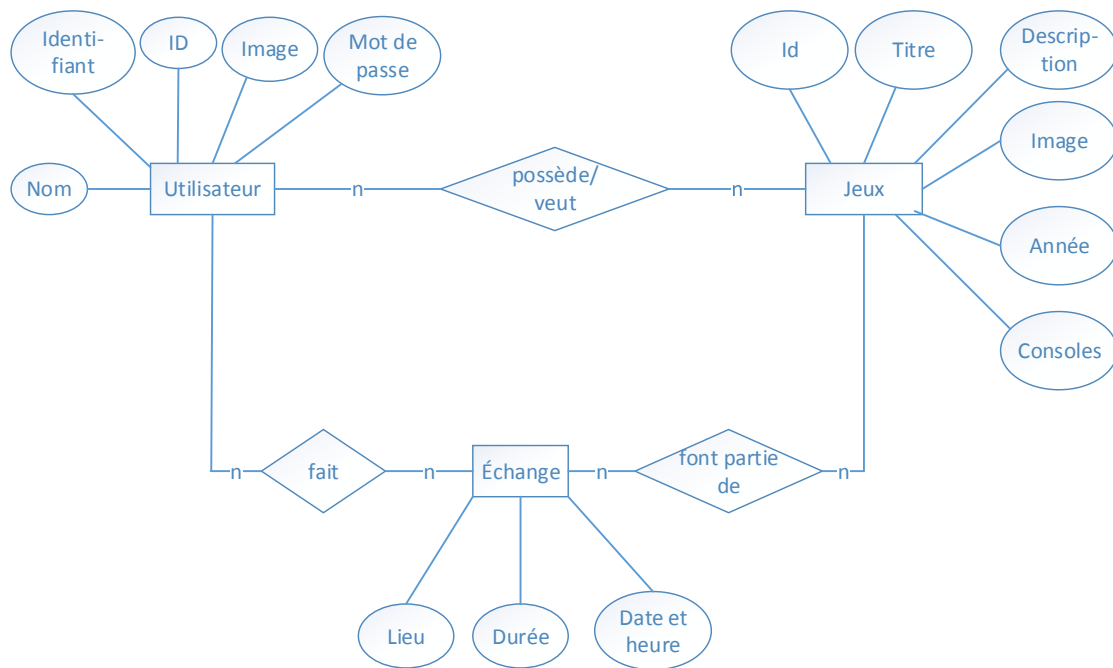 Identi-
fiant
ID
Image
Mot de
passe
Id
Titre
Descrip-
tion
Image
Nom
Utilisateur
n
possède/
veut
n
Jeux
Année
Consoles
n
fait
n
Échange
n
font partie
de
n
Lieu
Durée
Date et
heure